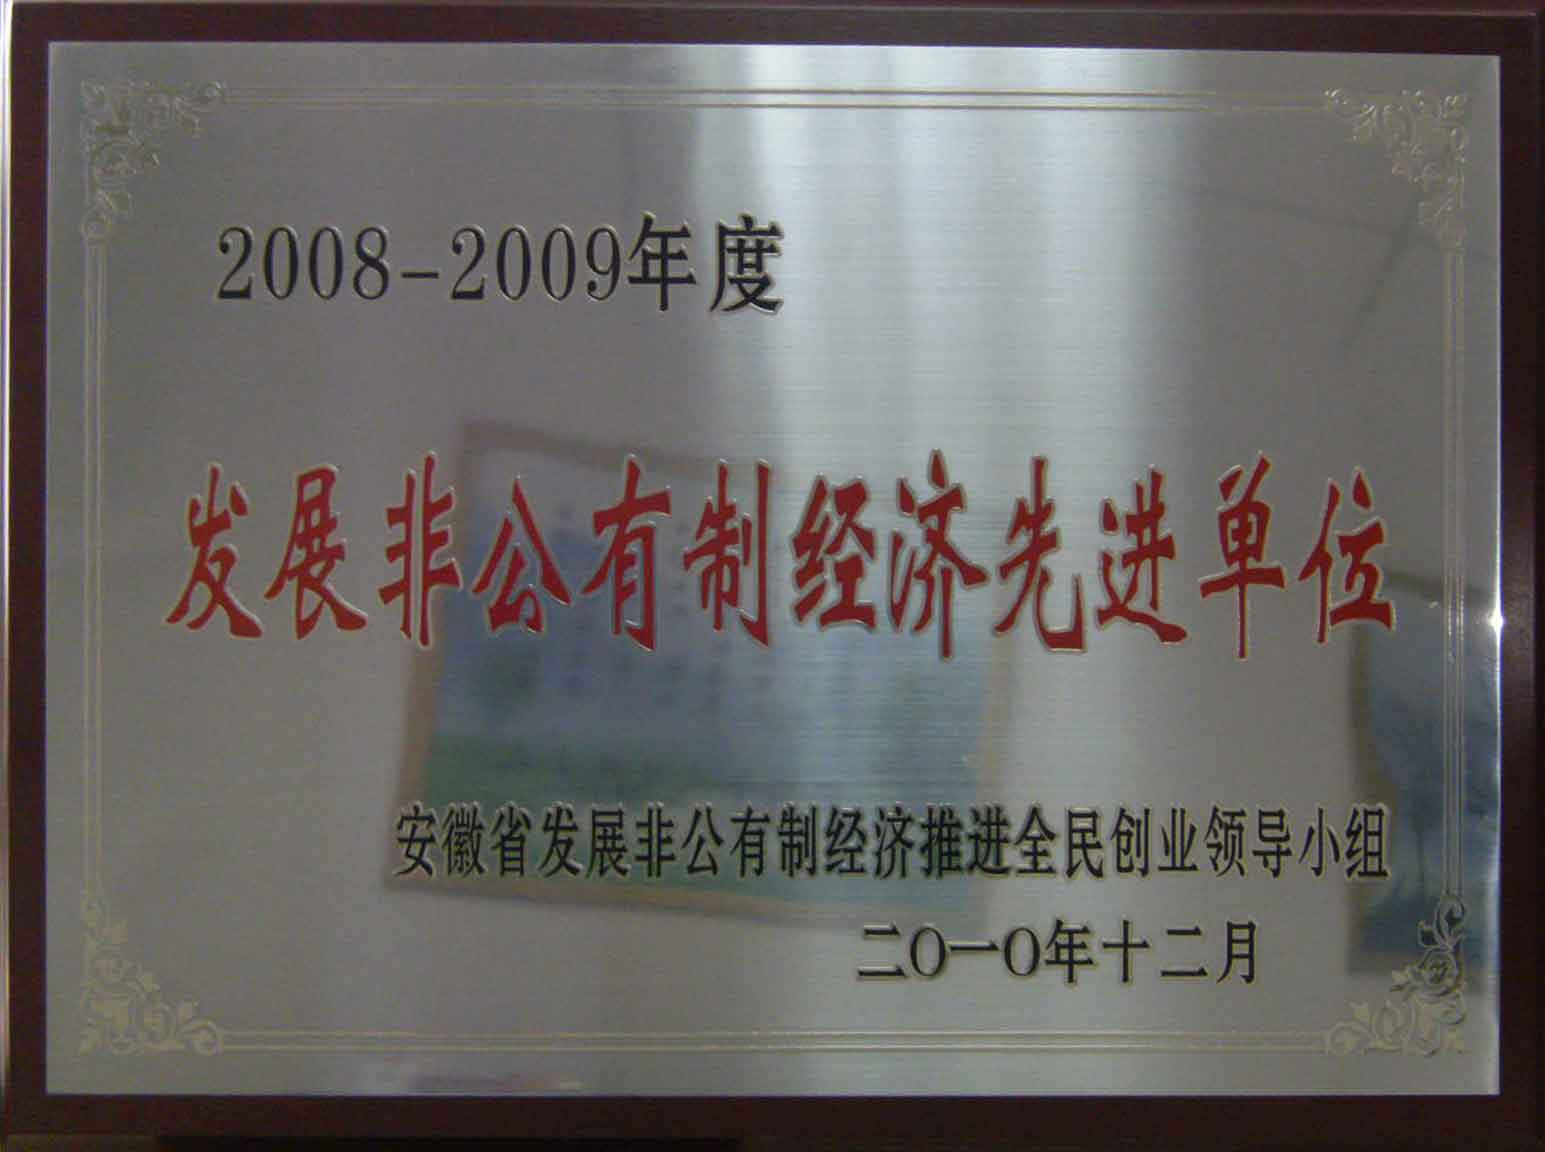 2008-2009年度
发展非公有制经济先进单位
安徽省发展非公有制经济推进全民创业领导小组
二〇一〇年十二月